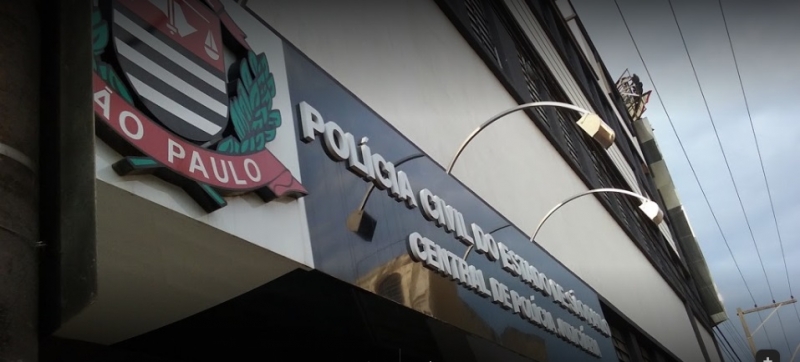 ÃO PAULO
POLÍCIA CIVIL DO ESTADO DE SÃO PAULO
CENTRAL DE POLÍCIA JUDICIÁRIA